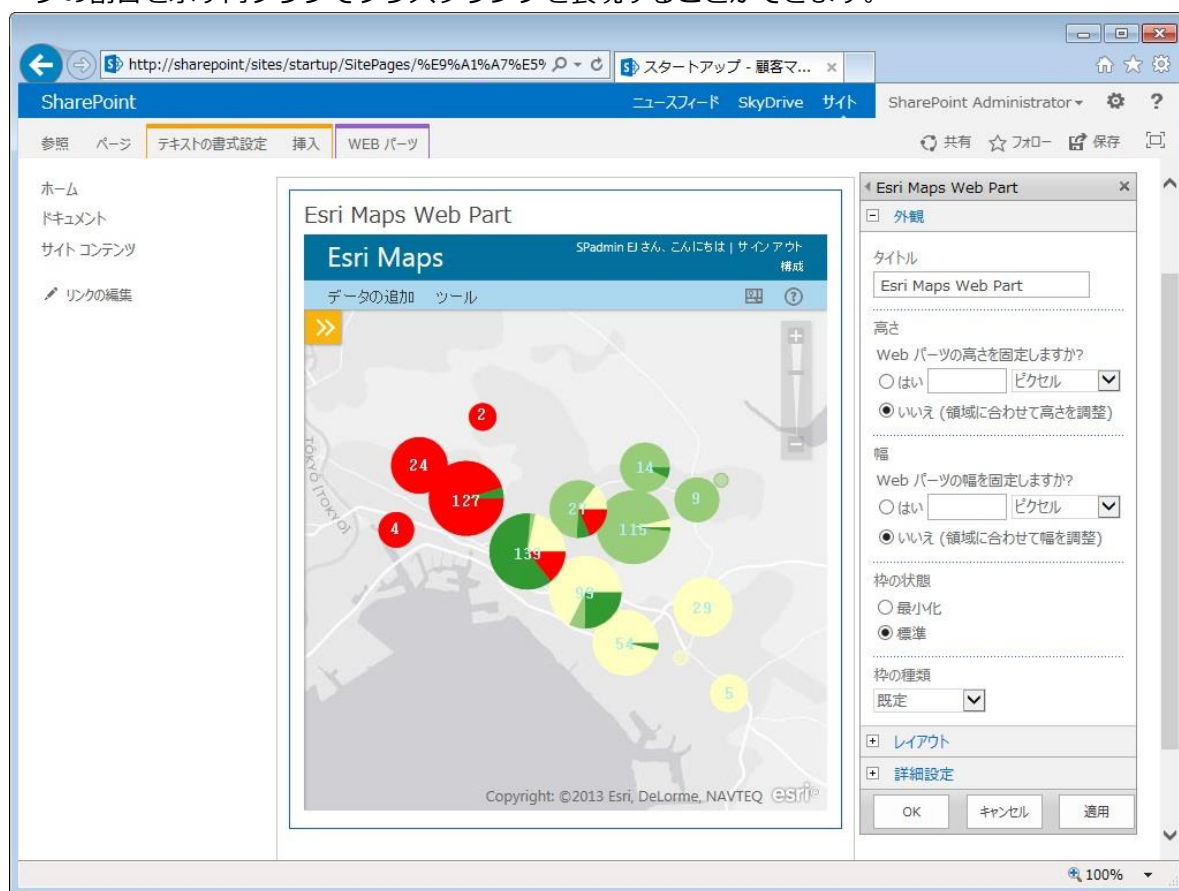 http://sharepoint/sites/startup/SitePages/%E9%A1%A7%E5%
スタートアップ - 顧客マ...
SharePoint
ニュースフィード SkyDrive サイト SharePoint Administrator ?
参照 ページ テキストの書式設定 挿入 WEB パーツ
共有 フォロー 保存
ホーム
ドキュメント
サイト コンテンツ
リンクの編集
Esri Maps Web Part
Esri Maps
SPadmin EJ さん、こんにちは | サイン アウト
構成
データの追加 ツール
2
24
127
4
14
9
115
139
99
29
54
5
TŌKYŌ [TOKYO]
Copyright: ©2013 Esri, DeLorme, NAVTEQ esri
Esri Maps Web Part
外観
タイトル
Esri Maps Web Part
高さ
Web パーツの高さを固定しますか?
はい ピクセル
いいえ (領域に合わせて高さを調整)
幅
Web パーツの幅を固定しますか?
はい ピクセル
いいえ (領域に合わせて幅を調整)
枠の状態
最小化
標準
枠の種類
既定
レイアウト
詳細設定
OK キャンセル 適用
100%